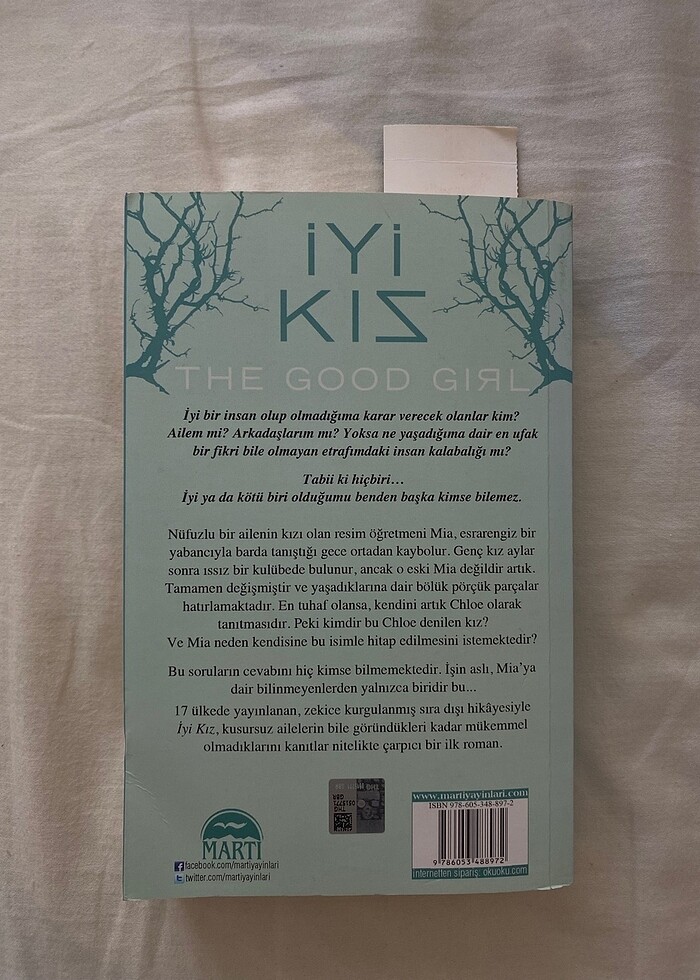 İYİ
KIZ
THE GOOD GIRL
İyi bir insan olup olmadığıma karar verecek olanlar kim?
Ailem mi? Arkadaşlarım mı? Yoksa ne yaşadığıma dair en ufak
bir fikri bile olmayan etrafımdaki insan kalabalığı mı?
Tabii ki hiçbiri...
İyi ya da kötü biri olduğumu benden başka kimse bilemez.
Nüfuzlu bir ailenin kızı olan resim öğretmeni Mia, esrarengiz bir
yabancıyla barda tanıştığı gece ortadan kaybolur. Genç kız aylar
sonra ıssız bir kulübede bulunur, ancak o eski Mia değildir artık.
Tamamen değişmiştir ve yaşadıklarına dair bölük pörçük parçalar
hatırlamaktadır. En tuhaf olansa, kendini artık Chloe olarak
tanıtmasıdır. Peki kimdir bu Chloe denilen kız?
Ve Mia neden kendisine bu isimle hitap edilmesini istemektedir?
Bu soruların cevabını hiç kimse bilmemektedir. İşin aslı, Mia'ya
dair bilinmeyenlerden yalnızca biridir bu...
17 ülkede yayınlanan, zekice kurgulanmış sıra dışı hikâyesiyle
İyi Kız, kusursuz ailelerin bile göründükleri kadar mükemmel
olmadıklarını kanıtlar nitelikte çarpıcı bir ilk roman.
MARTI
facebook.com/martiyayinlari
twitter.com/martiyayinlari
www.martiyayinlari.com
ISBN 978-605-348-897-2
9 786053 488972
internetten sipariş: okuoku.com